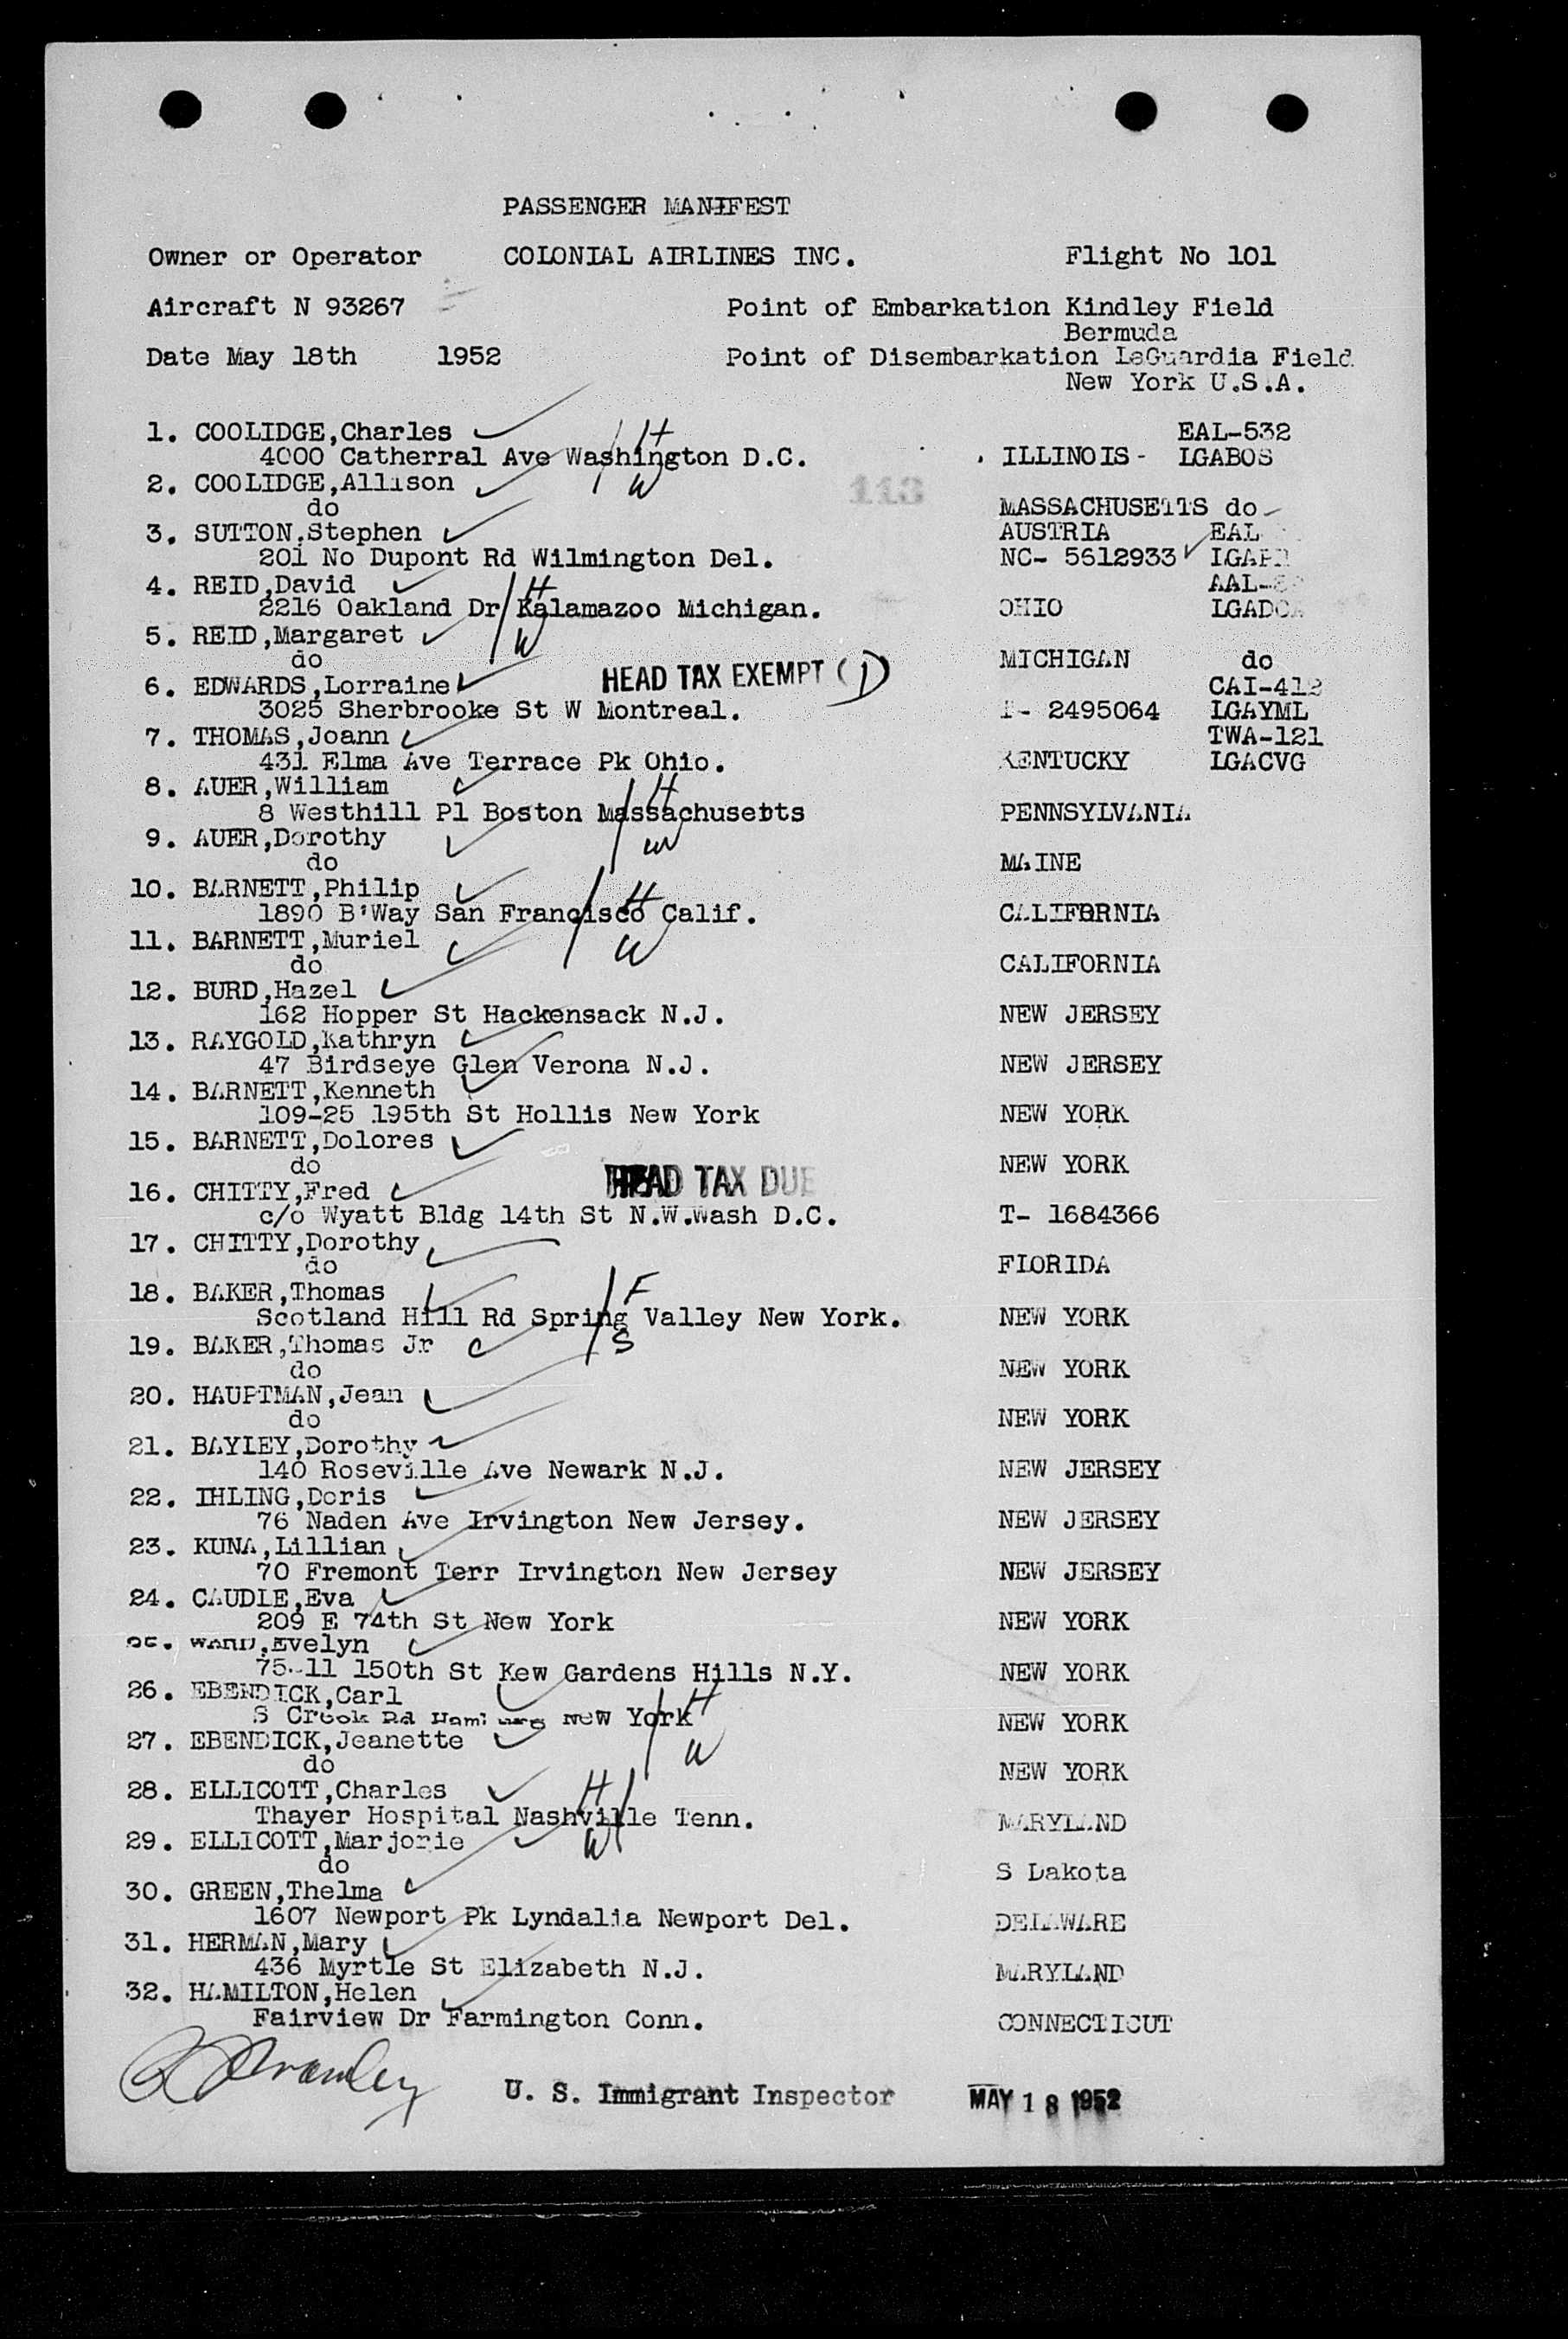 PASSENGER MANIFEST
Owner or Operator COLONIAL AIRLINES INC. Flight No 101
Aircraft N 93267 Point of Embarkation Kindley Field
Bermuda
Date May 18th 1952 Point of Disembarkation LaGuardia Field
New York U.S.A.
1. COOLIDGE,Charles EAL-532
4000 Catherral Ave Washington D.C. ILLINOIS- LGABOS
H
W
2. COOLIDGE,Allison
113
do MASSACHUSETTS do
3. SUTTON.Stephen AUSTRIA EAL
201 No Dupont Rd Wilmington Del. NC- 5612933
4. REID,David
2216 Oakland Dr Kalamazoo Michigan. OHIO
H
W
5. REID,Margaret
do MICHIGAN do
HEAD TAX EXEMPT (1)
6. EDWARDS,Lorraine CAI-412
3025 Sherbrooke St W Montreal. 2495064 LGAYML
7. THOMAS,Joann TWA-121
431 Elma Ave Terrace Pk Ohio. KENTUCKY LGACVG
8. AUER,William
8 Westhill Pl Boston Massachusetts PENNSYLVANIA
H
W
9. AUER,Dorothy
do MAINE
10. BARNETT,Philip
1890 B'Way San Francisco Calif. CALIFORNIA
H
W
11. BARNETT,Muriel
do CALIFORNIA
12. BURD,Hazel
162 Hopper St Hackensack N.J. NEW JERSEY
13. RAYGOLD,Kathryn
47 Birdseye Glen Verona N.J. NEW JERSEY
14. BARNETT,Kenneth
109-25 195th St Hollis New York NEW YORK
15. BARNETT,Dolores
do NEW YORK
HEAD TAX DUE
16. CHITTY,Fred
c/o Wyatt Bldg 14th St N.W.Wash D.C. T- 1684366
17. CHITTY,Dorothy
do FLORIDA
18. BAKER,Thomas
Scotland Hill Rd Spring Valley New York. NEW YORK
F
S
19. BAKER,Thomas Jr
do NEW YORK
20. HAUPTMAN,Jean
do NEW YORK
21. BAYLEY,Dorothy
140 Roseville Ave Newark N.J. NEW JERSEY
22. IHLING,Doris
76 Naden Ave Irvington New Jersey. NEW JERSEY
23. KUNA,Lillian
70 Fremont Terr Irvington New Jersey NEW JERSEY
24. CAUDLE,Eva
209 E 74th St New York NEW YORK
25. WARD,Evelyn
75-11 150th St Kew Gardens Hills N.Y. NEW YORK
26. EBENDICK,Carl
S Creek Rd New York NEW YORK
H
W
27. EBENDICK,Jeanette
do NEW YORK
28. ELLICOTT,Charles
Thayer Hospital Nashville Tenn. MARYLAND
H
W
29. ELLICOTT,Marjorie
do S Dakota
30. GREEN,Thelma
1607 Newport Pk Lyndalia Newport Del. DELAWARE
31. HERMAN,Mary
436 Myrtle St Elizabeth N.J. MARYLAND
32. HAMILTON,Helen
Fairview Dr Farmington Conn. CONNECTICUT
U. S. Immigrant Inspector MAY 18 1952